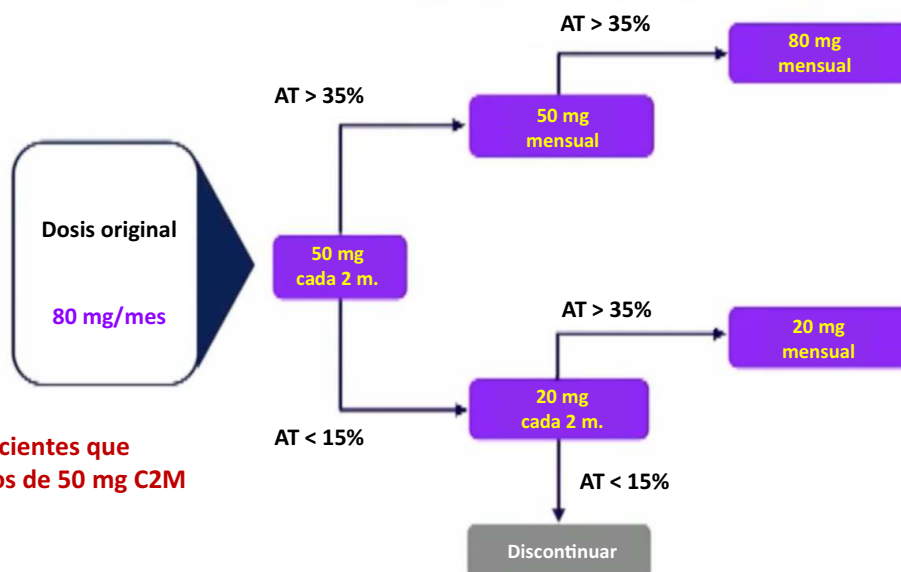 AT > 35%
80 mg
mensual
AT > 35%
50 mg
mensual
Dosis original
80 mg/mes
50 mg
cada 2 m.
AT > 35%
20 mg
mensual
AT < 15%
20 mg
cada 2 m.
cientes que
os de 50 mg C2M
AT < 15%
Discontinuar